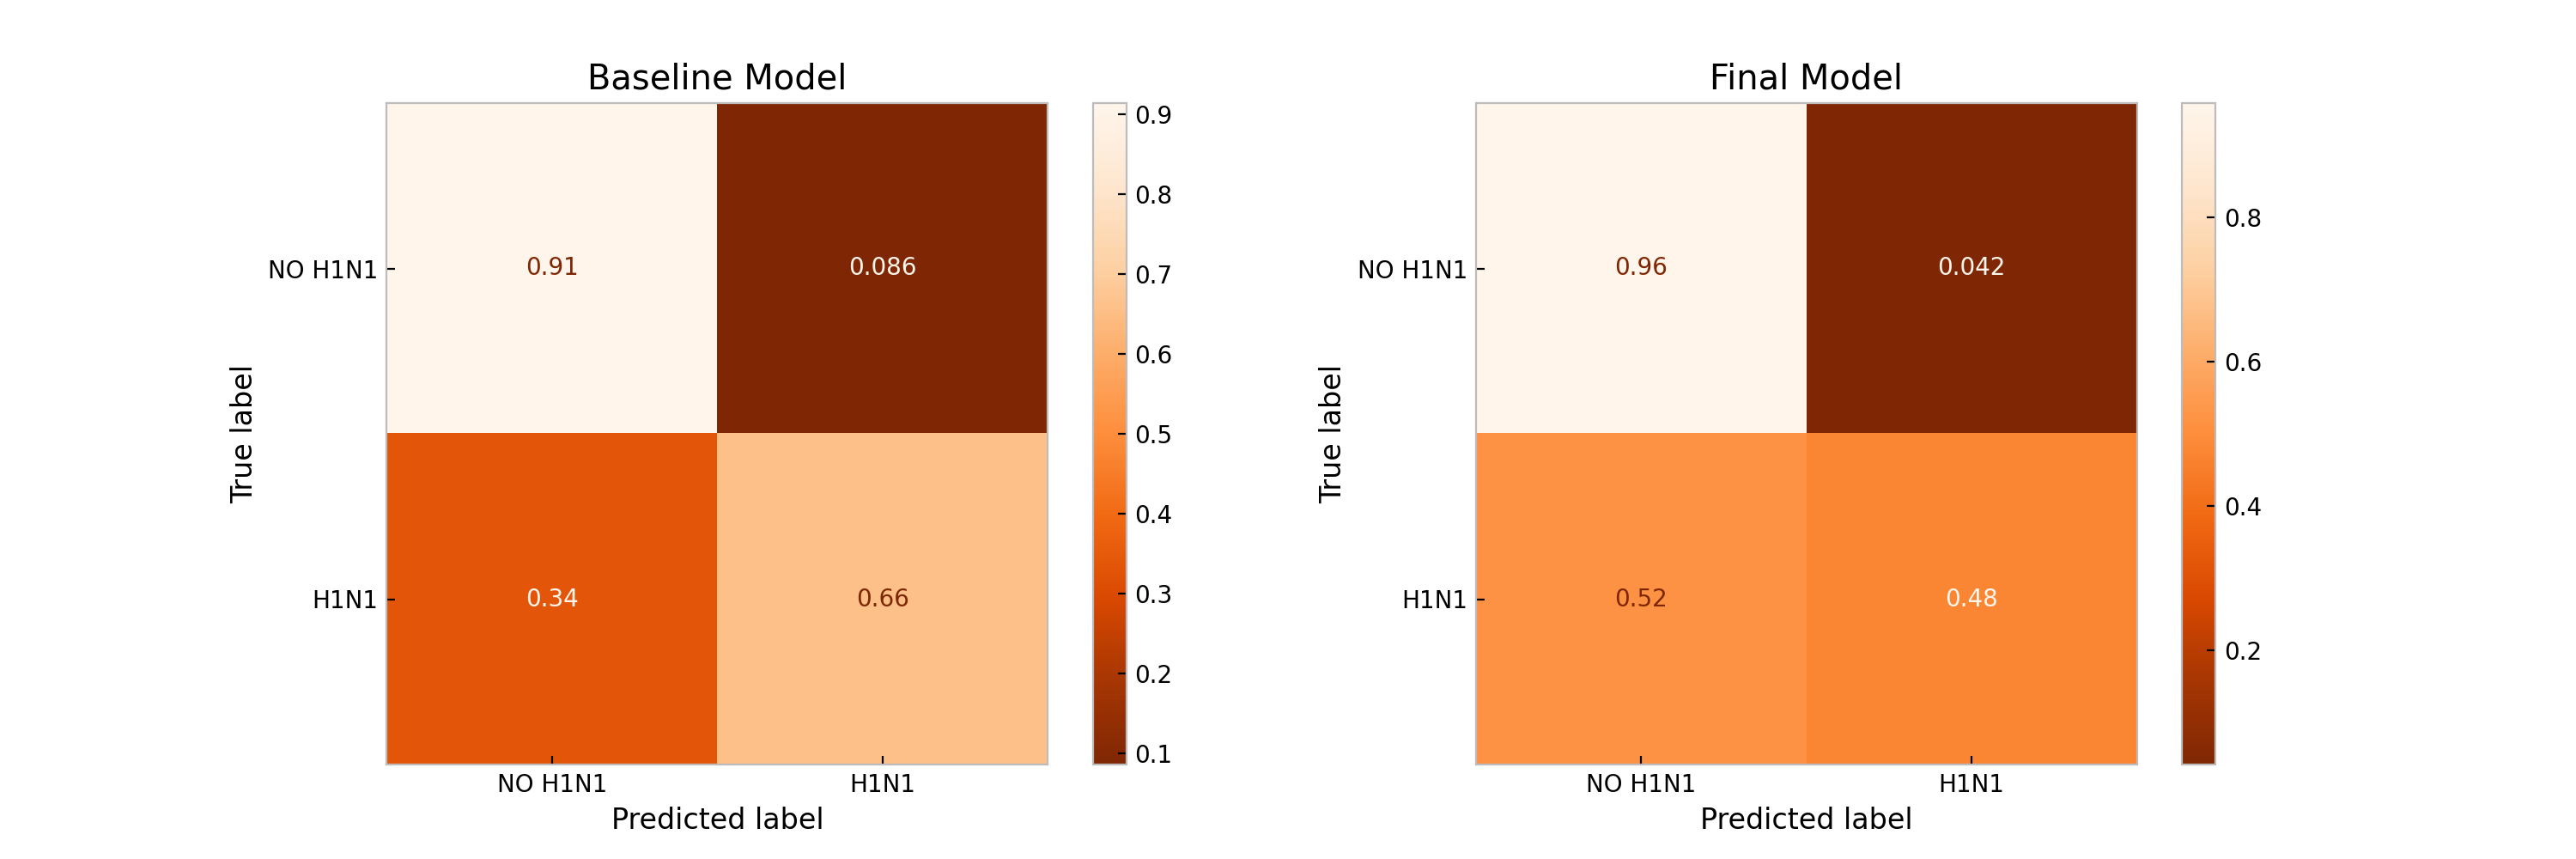 Baseline Model
NO H1N1
H1N1
True label
0.91
0.086
0.34
0.66
NO H1N1
H1N1
Predicted label
0.9
0.8
0.7
0.6
0.5
0.4
0.3
0.2
0.1
Final Model
NO H1N1
H1N1
True label
0.96
0.042
0.52
0.48
NO H1N1
H1N1
Predicted label
0.8
0.6
0.4
0.2